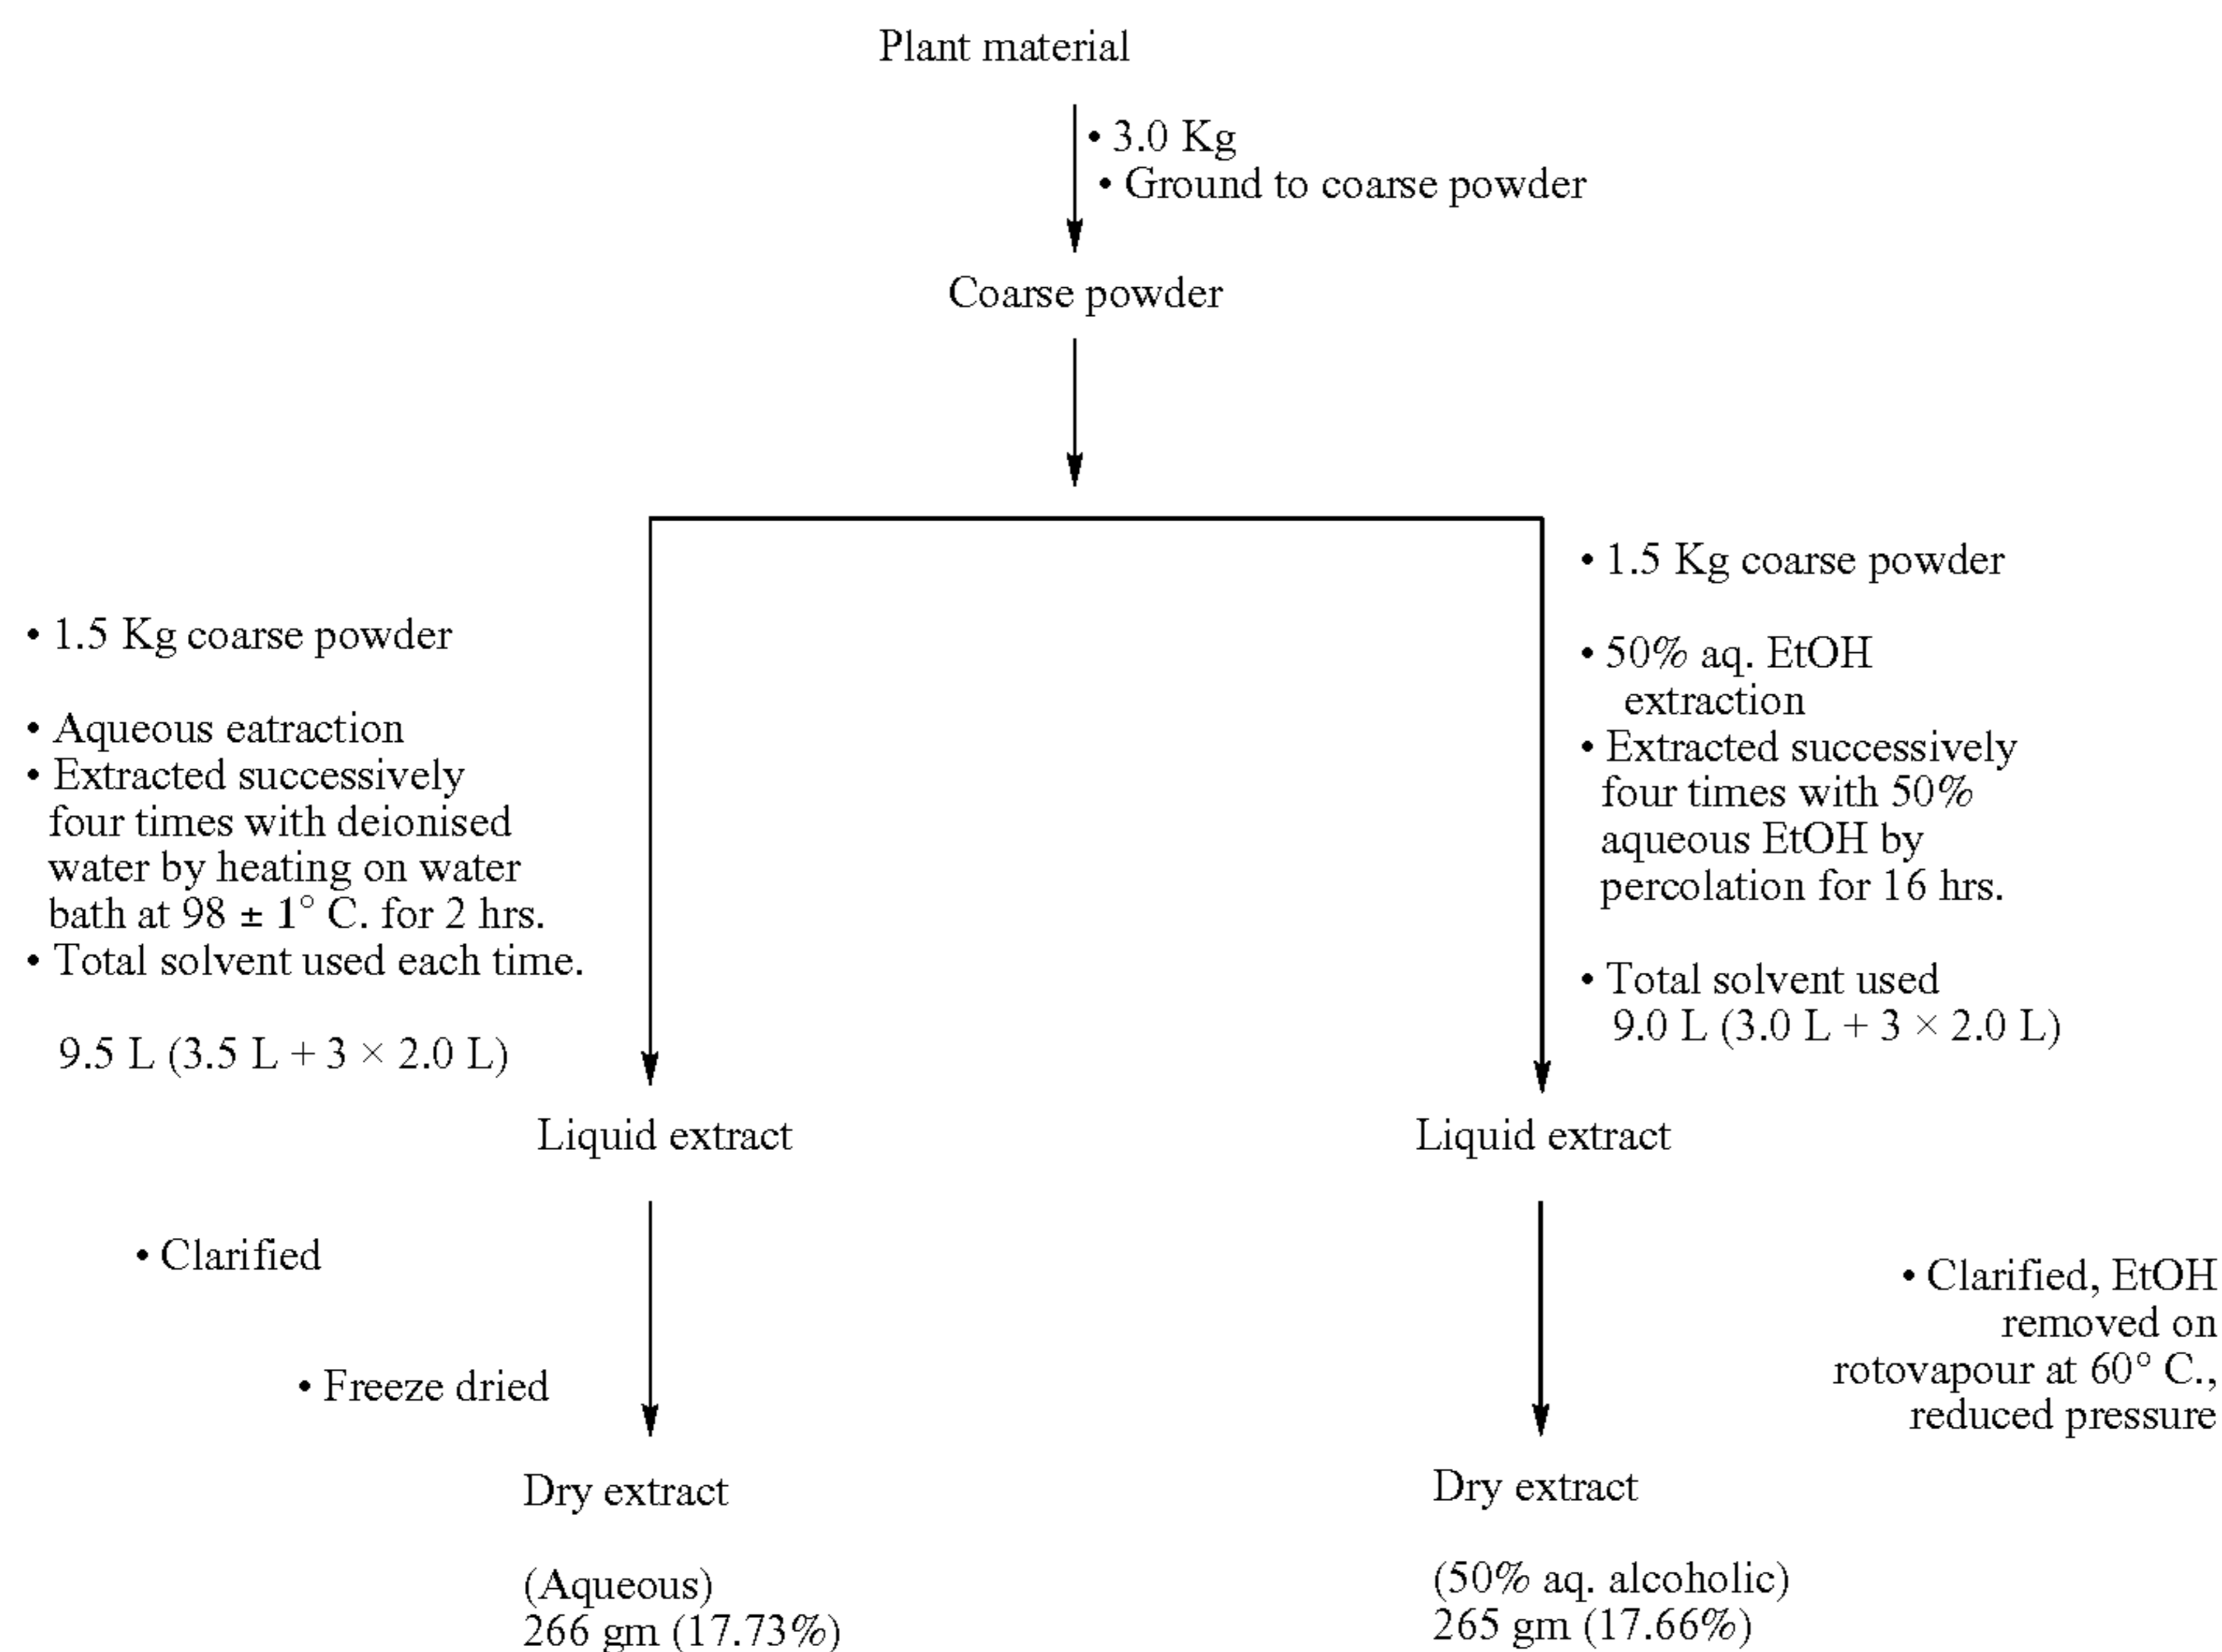 Plant material
• 3.0 Kg
• Ground to coarse powder
Coarse powder
• 1.5 Kg coarse powder
• Aqueous eatraction
• Extracted successively
four times with deionised
water by heating on water
bath at 98 ± 1° C. for 2 hrs.
• Total solvent used each time.
9.5 L (3.5 L + 3 × 2.0 L)
• 1.5 Kg coarse powder
• 50% aq. EtOH
extraction
• Extracted successively
four times with 50%
aqueous EtOH by
percolation for 16 hrs.
• Total solvent used
9.0 L (3.0 L + 3 × 2.0 L)
Liquid extract
Liquid extract
• Clarified
• Freeze dried
• Clarified, EtOH
removed on
rotovapour at 60° C.,
reduced pressure
Dry extract
(Aqueous)
266 gm (17.73%)
Dry extract
(50% aq. alcoholic)
265 gm (17.66%)